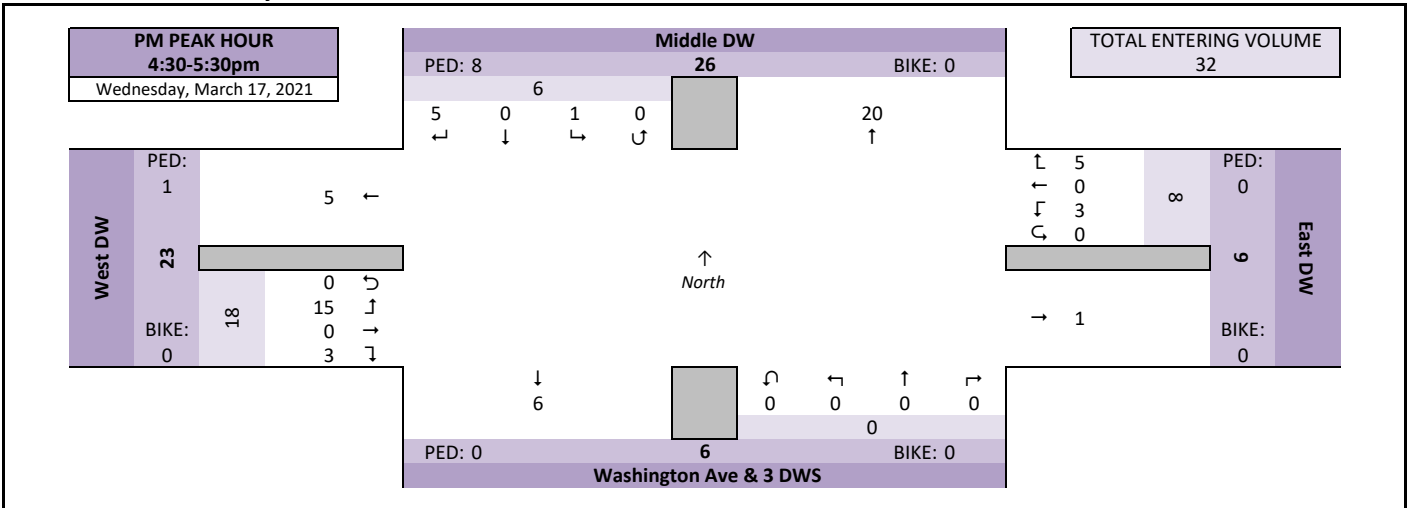 PM PEAK HOUR
4:30-5:30pm
Wednesday, March 17, 2021
Middle DW
PED: 8 26 BIKE: 0
6
5 0 1 0 20
↵ ↓ ↳ ↺ ↑
TOTAL ENTERING VOLUME
32
West DW
PED:
1
23
BIKE:
0
5 ←
18
0 ⮌
15 ⬏
0 →
3 ⬎
↑
North
↰ 5
← 0
↲ 3
⮎ 0
8
→ 1
PED:
0
9
BIKE:
0
East DW
↓ ↶ ↰ ↑ ↱
6 0 0 0 0
0
PED: 0 6 BIKE: 0
Washington Ave & 3 DWS